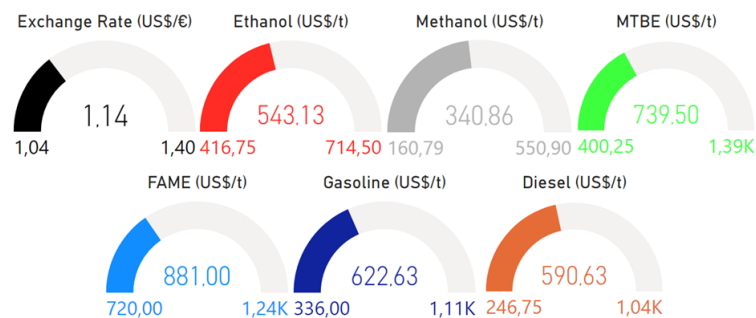 Exchange Rate (US$/€)
1,14
1,04
1,40
Ethanol (US$/t)
543,13
416,75
714,50
Methanol (US$/t)
340,86
160,79
550,90
MTBE (US$/t)
739,50
400,25
1,39K
FAME (US$/t)
881,00
720,00
1,24K
Gasoline (US$/t)
622,63
336,00
1,11K
Diesel (US$/t)
590,63
246,75
1,04K